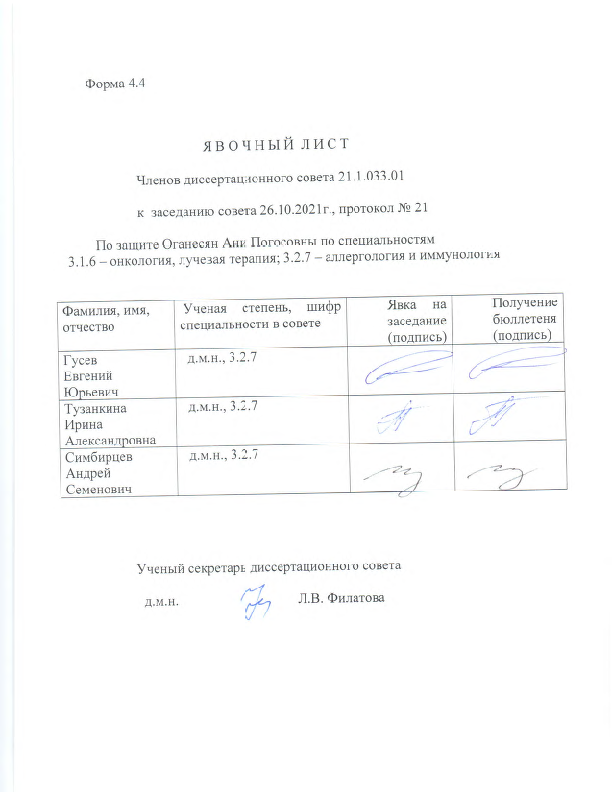 Форма 4.4
ЯВОЧНЫЙ ЛИСТ
Членов диссертационного совета 21.1.033.01
к заседанию совета 26.10.2021г., протокол № 21
По защите Оганесян Ани Погосовны по специальностям
3.1.6 – онкология, лучевая терапия; 3.2.7 – аллергология и иммунология
Фамилия, имя,
отчество
Ученая степень, шифр
специальности в совете
Явка на
заседание
(подпись)
Получение
бюллетеня
(подпись)
Гусев
Евгений
Юрьевич
д.м.н., 3.2.7
Тузанкина
Ирина
Александровна
д.м.н., 3.2.7
Симбирцев
Андрей
Семенович
д.м.н., 3.2.7
Ученый секретарь диссертационного совета
д.м.н. Л.В. Филатова